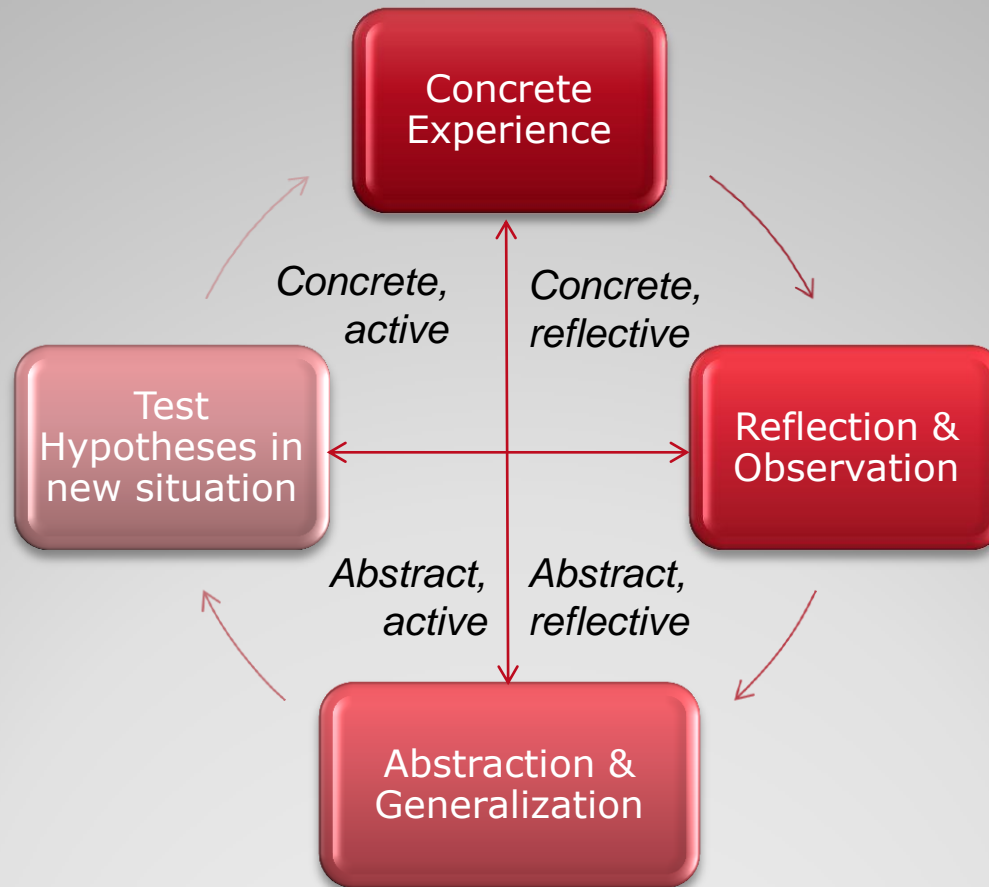 Concrete
Experience
Concrete,
active
Concrete,
reflective
Test
Hypotheses in
new situation
Reflection &
Observation
Abstract,
active
Abstract,
reflective
Abstraction &
Generalization